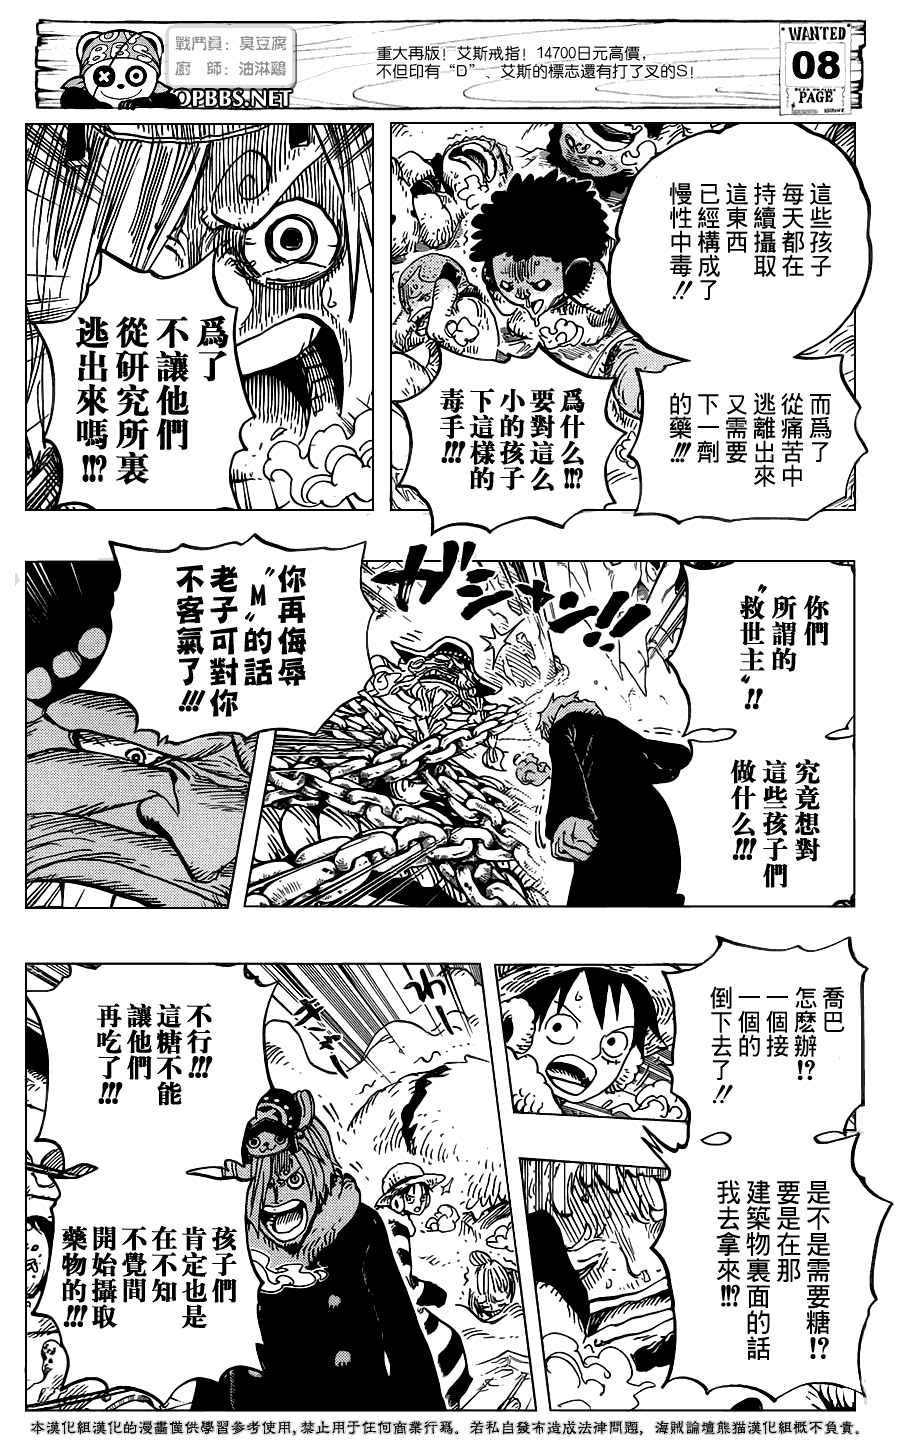 戰鬥員：臭豆腐
廚　師：油淋鷄
OPBBS.NET
重大再版！艾斯戒指！14700日元高價，
不但印有“D”、艾斯的標志還有打了叉的S！
WANTED
08
PAGE
這些孩子
每天都在
持續攝取
這東西
已經構成了
慢性中毒!!
而爲了
從痛苦中
逃離出來
又需要
下一劑
的藥!!!
爲什么!!?
要對這么
小的孩子
下這樣的
毒手!!!
爲了
不讓他們
從研究所裏
逃出來嗎!!?
你們
所謂的
“救世主”!!
究竟想對
這些孩子們
做什么!!!
ガシャン!!
你再侮辱
“M”的話
老子可對你
不客氣了!!!
喬巴
怎麽辦!?
一個接
一個的
倒下去了!!
是不是需要糖!?
要是在那
建築物裏面的話
我去拿來!!?
不行!!!
這糖不能
讓他們
再吃了!!!
孩子們
肯定也是
在不知
不覺間
開始攝取
藥物的!!!
本漢化組漢化的漫畫僅供學習參考使用，禁止用于任何商業行爲。若私自發布造成法律問題，海賊論壇熊猫漢化組概不負責。